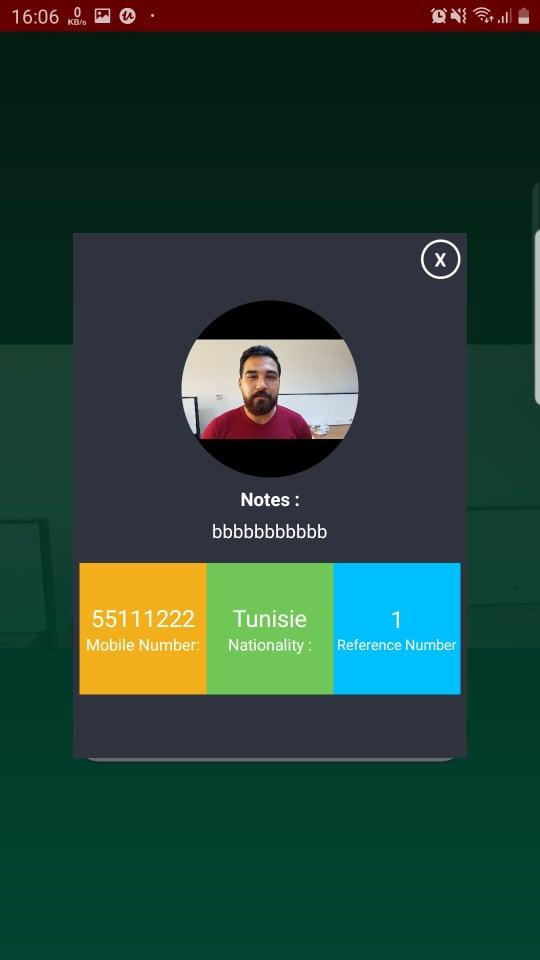 16:06 0
KB/s
X
Notes :
bbbbbbbbbbb
55111222 Tunisie 1
Mobile Number: Nationality : Reference Number